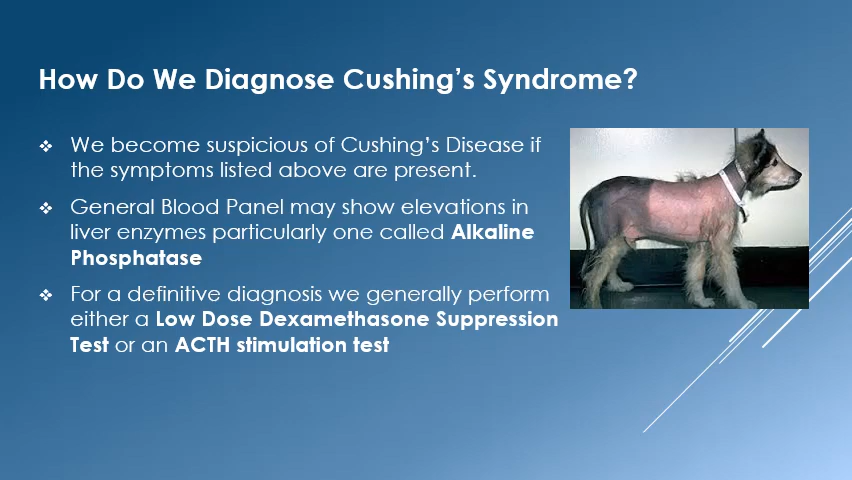 How Do We Diagnose Cushing’s Syndrome?
❖ We become suspicious of Cushing’s Disease if
the symptoms listed above are present.
❖ General Blood Panel may show elevations in
liver enzymes particularly one called Alkaline
Phosphatase
❖ For a definitive diagnosis we generally perform
either a Low Dose Dexamethasone Suppression
Test or an ACTH stimulation test